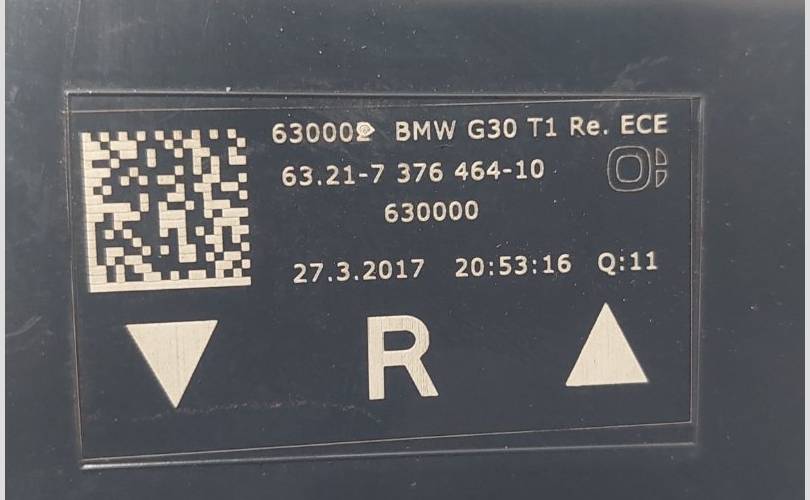 BMW G30 T1 Re. ECE
63.21-7 376 464-10
630000
27.3.2017 20:53:16 Q:11
R